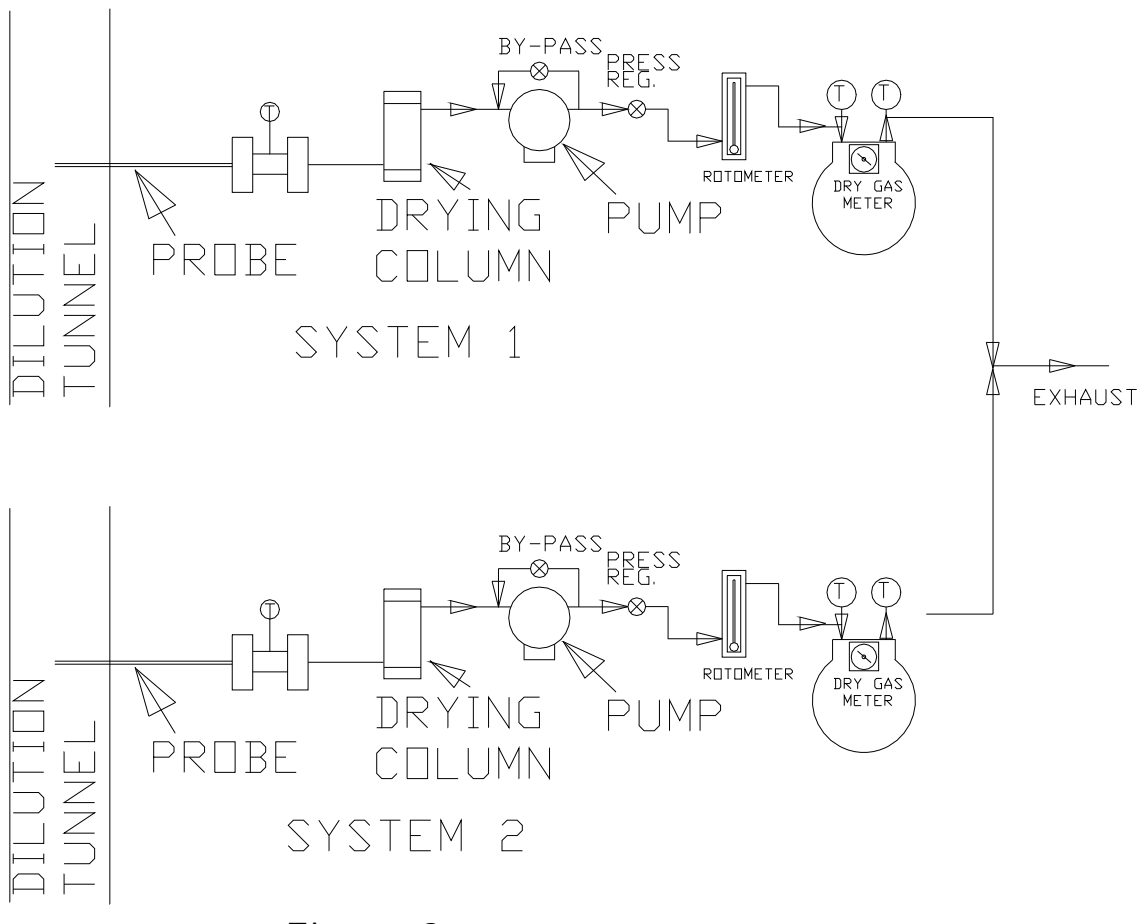 BY-PASS
PRESS
REG.
T
T
T
ROTOMETER
DRY GAS
METER
DILUTION
TUNNEL
PROBE
DRYING
COLUMN
PUMP
SYSTEM 1
EXHAUST
BY-PASS
PRESS
REG.
T
T
T
ROTOMETER
DRY GAS
METER
DILUTION
TUNNEL
PROBE
DRYING
COLUMN
PUMP
SYSTEM 2